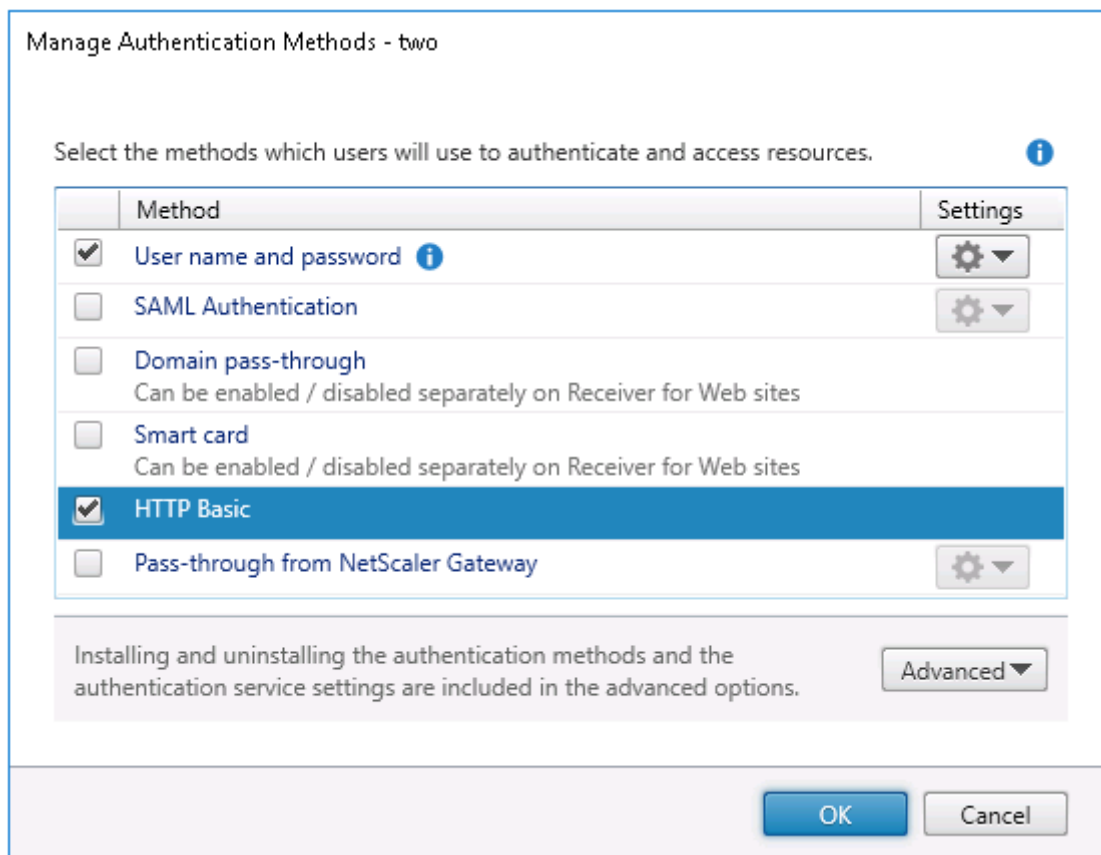 Manage Authentication Methods - two
Select the methods which users will use to authenticate and access resources.
Method Settings
User name and password
SAML Authentication
Domain pass-through
Can be enabled / disabled separately on Receiver for Web sites
Smart card
Can be enabled / disabled separately on Receiver for Web sites
HTTP Basic
Pass-through from NetScaler Gateway
Installing and uninstalling the authentication methods and the
authentication service settings are included in the advanced options.
Advanced
OK Cancel